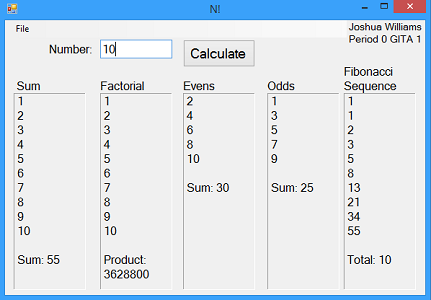 N!
File
Joshua Williams
Period 0 GITA 1
Number: 10
Calculate
Sum
1
2
3
4
5
6
7
8
9
10
Sum: 55
Factorial
1
2
3
4
5
6
7
8
9
10
Product:
3628800
Evens
2
4
6
8
10
Sum: 30
Odds
1
3
5
7
9
Sum: 25
Fibonacci
Sequence
1
1
2
3
5
8
13
21
34
55
Total: 10